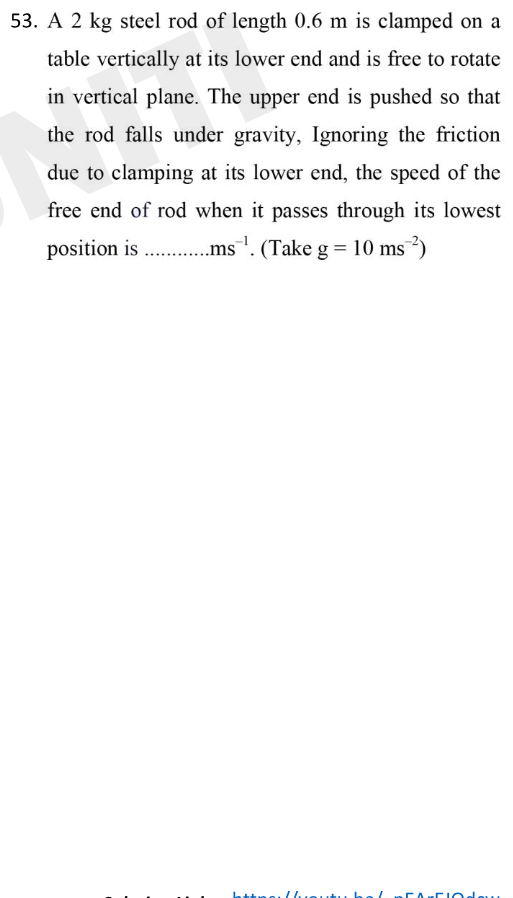 53. A 2 kg steel rod of length 0.6 m is clamped on a
table vertically at its lower end and is free to rotate
in vertical plane. The upper end is pushed so that
the rod falls under gravity, Ignoring the friction
due to clamping at its lower end, the speed of the
free end of rod when it passes through its lowest
position is ............ms⁻¹. (Take g = 10 ms⁻²)